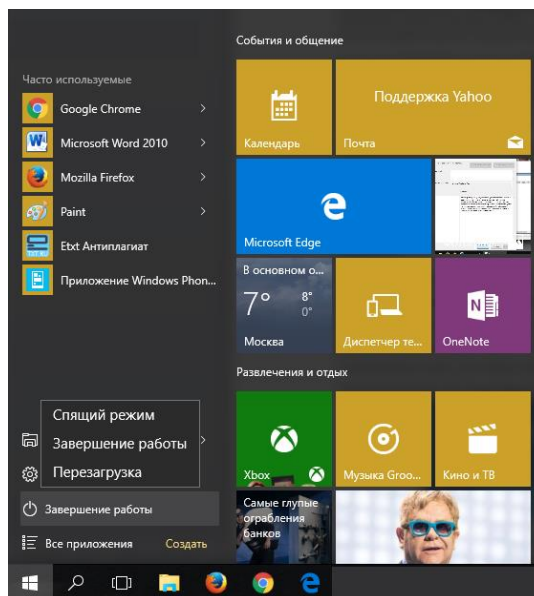 События и общение
Часто используемые
Google Chrome
Microsoft Word 2010
Mozilla Firefox
Paint
Etxt Антиплагиат
Приложение Windows Phon...
Поддержка Yahoo
Календарь
Почта
Microsoft Edge
В основном о...
7° 8°
0°
Москва
Диспетчер те...
OneNote
Развлечения и отдых
Xbox
Музыка Groo...
Кино и ТВ
Самые глупые
ограбления
банков
Спящий режим
Завершение работы
Перезагрузка
Завершение работы
Все приложения
Создать